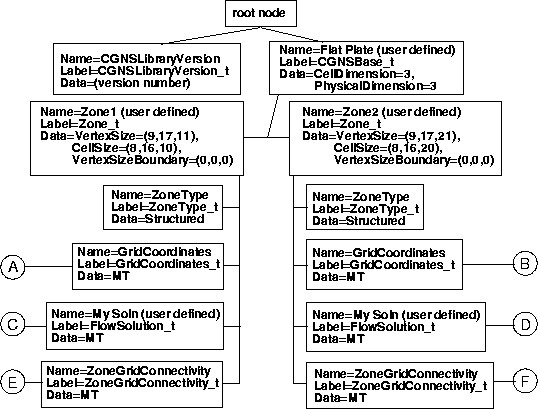 root node
Name=CGNSLibraryVersion
Label=CGNSLibraryVersion_t
Data=(version number)
Name=Flat Plate (user defined)
Label=CGNSBase_t
Data=CellDimension=3,
PhysicalDimension=3
Name=Zone1 (user defined)
Label=Zone_t
Data=VertexSize=(9,17,11),
CellSize=(8,16,10),
VertexSizeBoundary=(0,0,0)
Name=Zone2 (user defined)
Label=Zone_t
Data=VertexSize=(9,17,21),
CellSize=(8,16,20),
VertexSizeBoundary=(0,0,0)
Name=ZoneType
Label=ZoneType_t
Data=Structured
Name=ZoneType
Label=ZoneType_t
Data=Structured
A
Name=GridCoordinates
Label=GridCoordinates_t
Data=MT
Name=GridCoordinates
Label=GridCoordinates_t
Data=MT
B
C
Name=My Soln (user defined)
Label=FlowSolution_t
Data=MT
Name=My Soln (user defined)
Label=FlowSolution_t
Data=MT
D
E
Name=ZoneGridConnectivity
Label=ZoneGridConnectivity_t
Data=MT
Name=ZoneGridConnectivity
Label=ZoneGridConnectivity_t
Data=MT
F